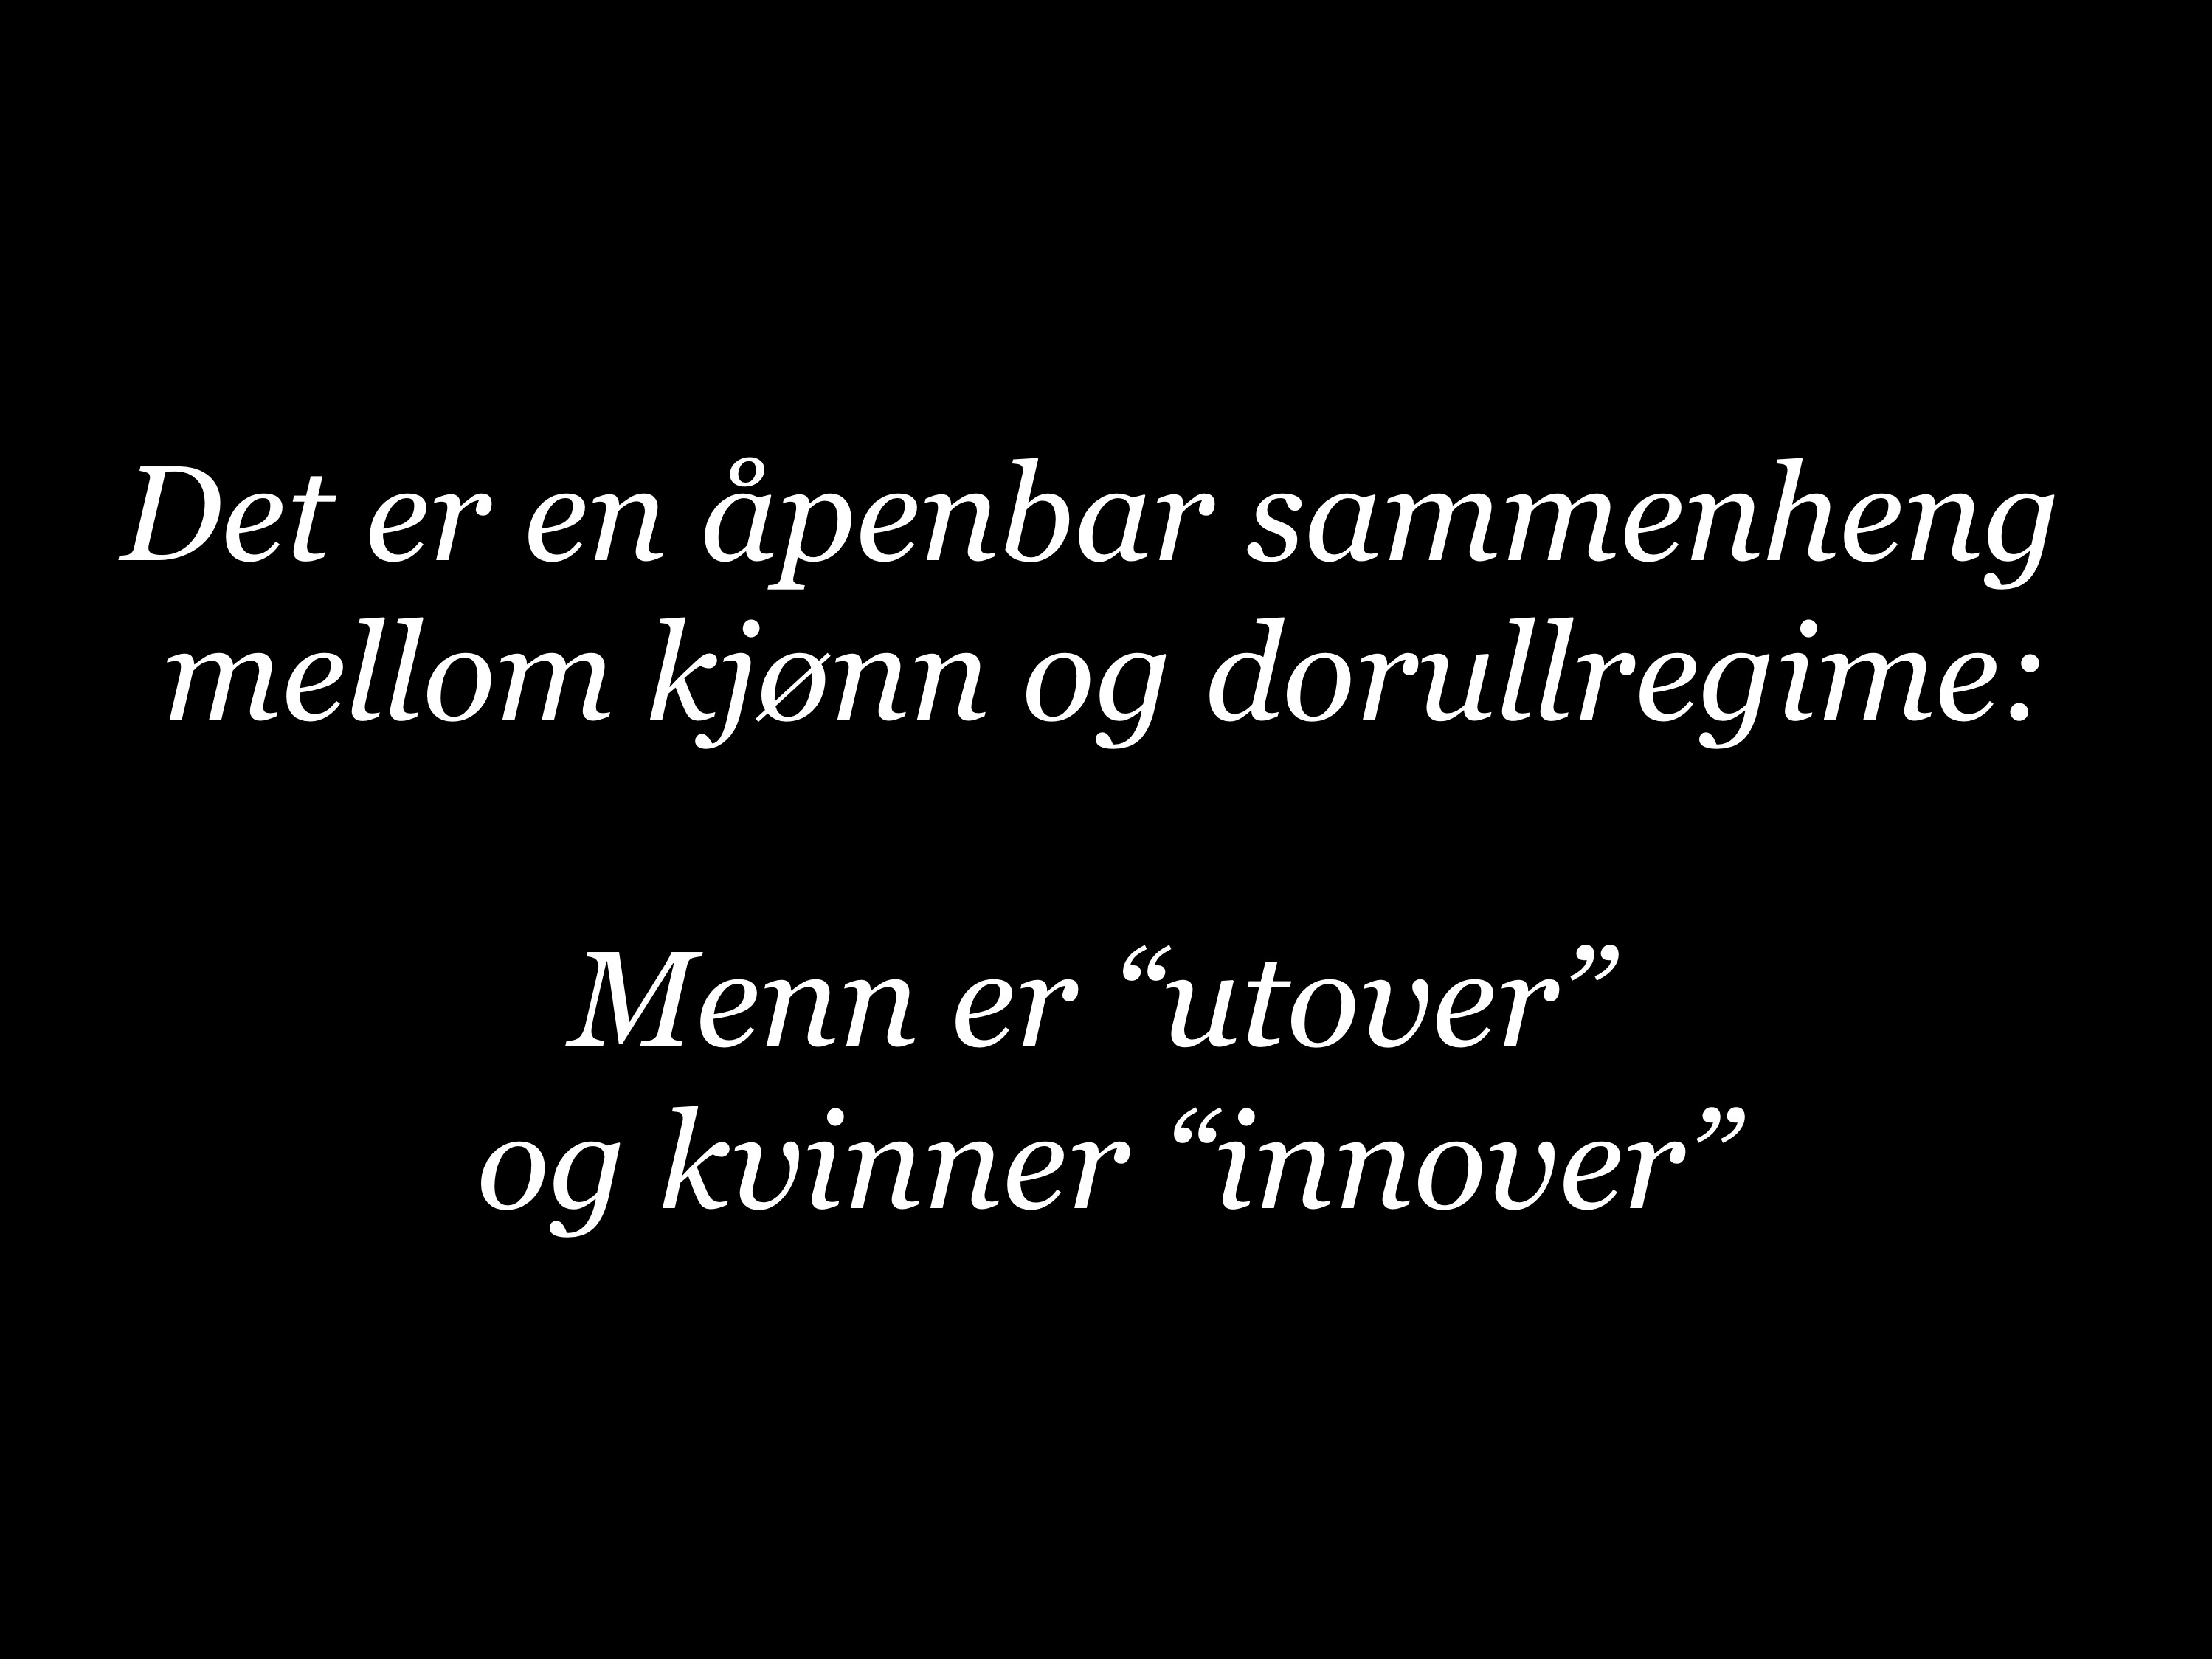 Det er en åpenbar sammenheng
mellom kjønn og dorullregime:
Menn er “utover”
og kvinner “innover”